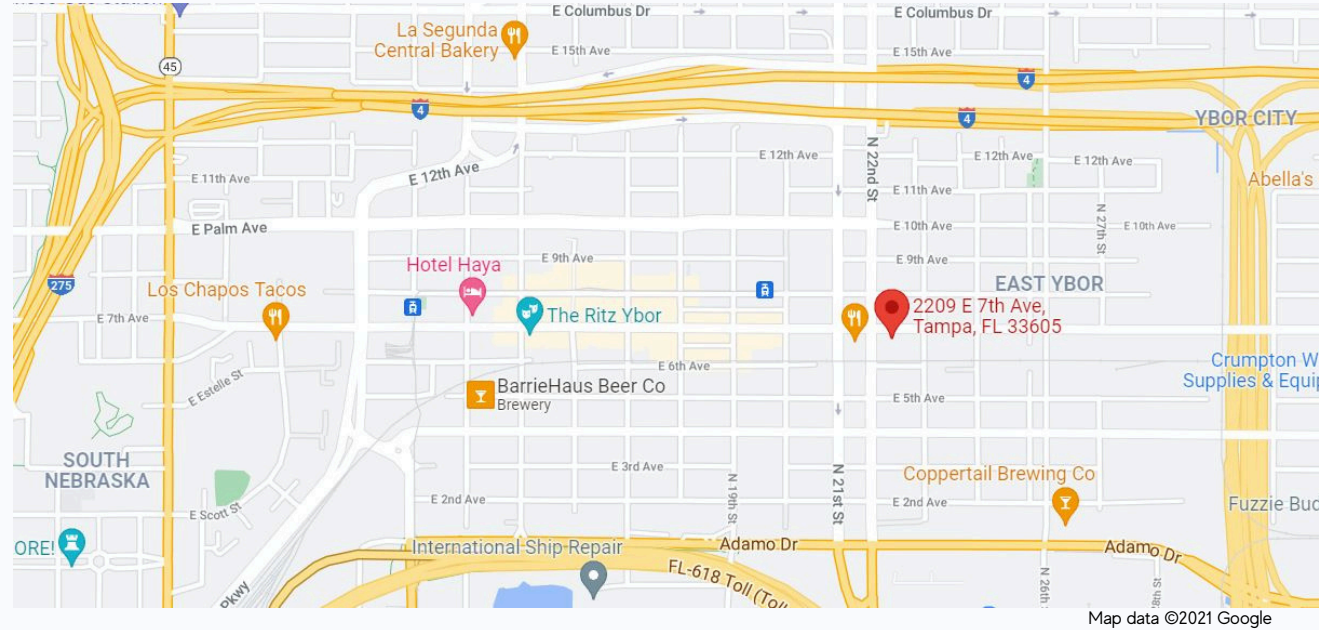 E Columbus Dr
E Columbus Dr
La Segunda
Central Bakery
E 15th Ave
E 15th Ave
45
4
4
4
YBOR CITY
E 12th Ave
E 12th Ave
E 12th Ave
E 12th Ave
N 22nd St
E 11th Ave
E 11th Ave
Abella's
E Palm Ave
E 10th Ave
N 27th St
E 10th Ave
Hotel Haya
E 9th Ave
E 9th Ave
275
Los Chapos Tacos
EAST YBOR
E 7th Ave
The Ritz Ybor
2209 E 7th Ave,
Tampa, FL 33605
E 6th Ave
Crumpton W
Supplies & Equip
E Estelle St
BarrieHaus Beer Co
Brewery
E 5th Ave
SOUTH
NEBRASKA
E 3rd Ave
Coppertail Brewing Co
N 19th St
N 21st St
E 2nd Ave
E 2nd Ave
E Scott St
Fuzzie Bud
ORE!
International Ship Repair
Adamo Dr
Adamo Dr
FL-618 Toll (Toll
N 26th St
Pkwy
Map data ©2021 Google